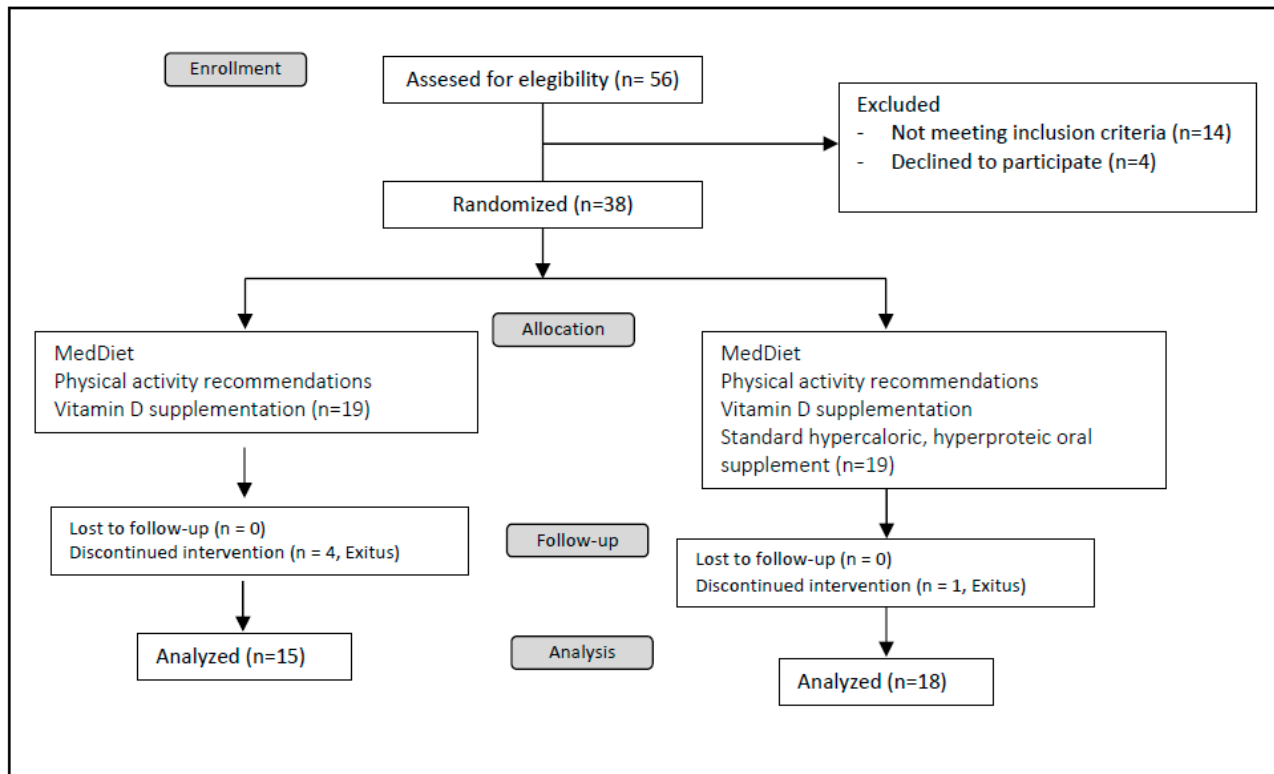 Enrollment
Assesed for elegibility (n= 56)
Excluded
- Not meeting inclusion criteria (n=14)
- Declined to participate (n=4)
Randomized (n=38)
Allocation
MedDiet
Physical activity recommendations
Vitamin D supplementation (n=19)
MedDiet
Physical activity recommendations
Vitamin D supplementation
Standard hypercaloric, hyperproteic oral
supplement (n=19)
Follow-up
Lost to follow-up (n = 0)
Discontinued intervention (n = 4, Exitus)
Lost to follow-up (n = 0)
Discontinued intervention (n = 1, Exitus)
Analysis
Analyzed (n=15)
Analyzed (n=18)